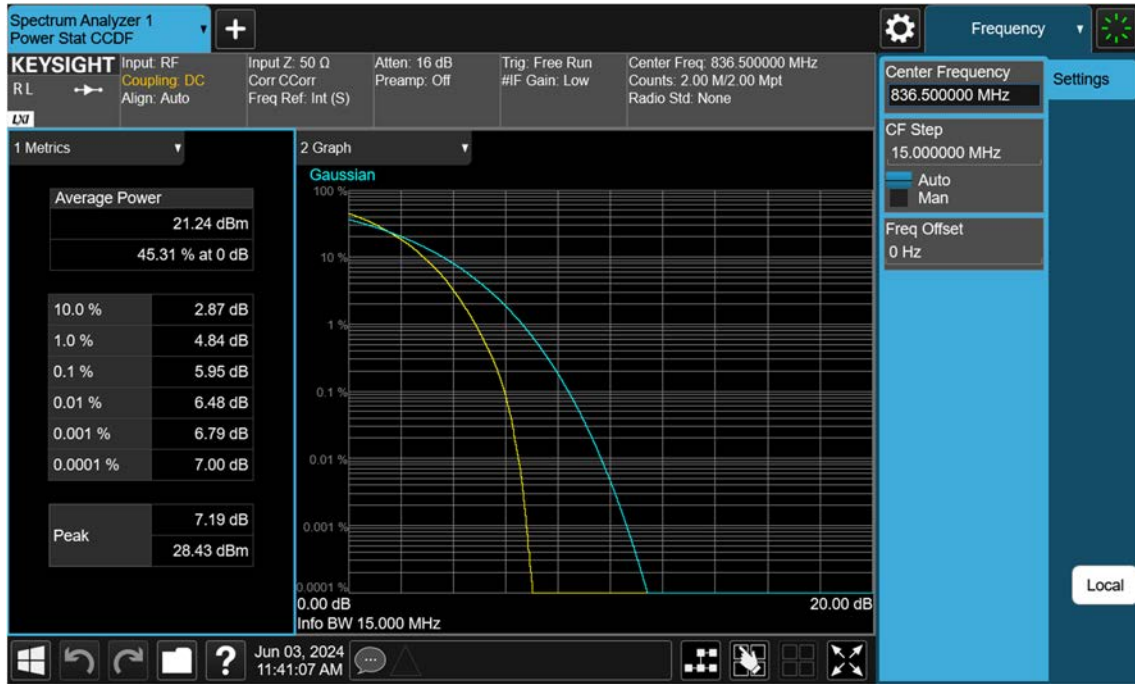 Spectrum Analyzer 1
Power Stat CCDF
Frequency
KEYSIGHT
R L
LXI
Input: RF
Coupling: DC
Align: Auto
Input Z: 50 Ω
Corr CCorr
Freq Ref: Int (S)
Atten: 16 dB
Preamp: Off
Trig: Free Run
#IF Gain: Low
Center Freq: 836.500000 MHz
Counts: 2.00 M/2.00 Mpt
Radio Std: None
1 Metrics
Average Power
21.24 dBm
45.31 % at 0 dB
10.0 % 2.87 dB
1.0 % 4.84 dB
0.1 % 5.95 dB
0.01 % 6.48 dB
0.001 % 6.79 dB
0.0001 % 7.00 dB
Peak
7.19 dB
28.43 dBm
2 Graph
Gaussian
100 %
10 %
1 %
0.1 %
0.01 %
0.001 %
0.0001 %
0.00 dB 20.00 dB
Info BW 15.000 MHz
Center Frequency
836.500000 MHz
CF Step
15.000000 MHz
Auto
Man
Freq Offset
0 Hz
Settings
Local
?
Jun 03, 2024
11:41:07 AM